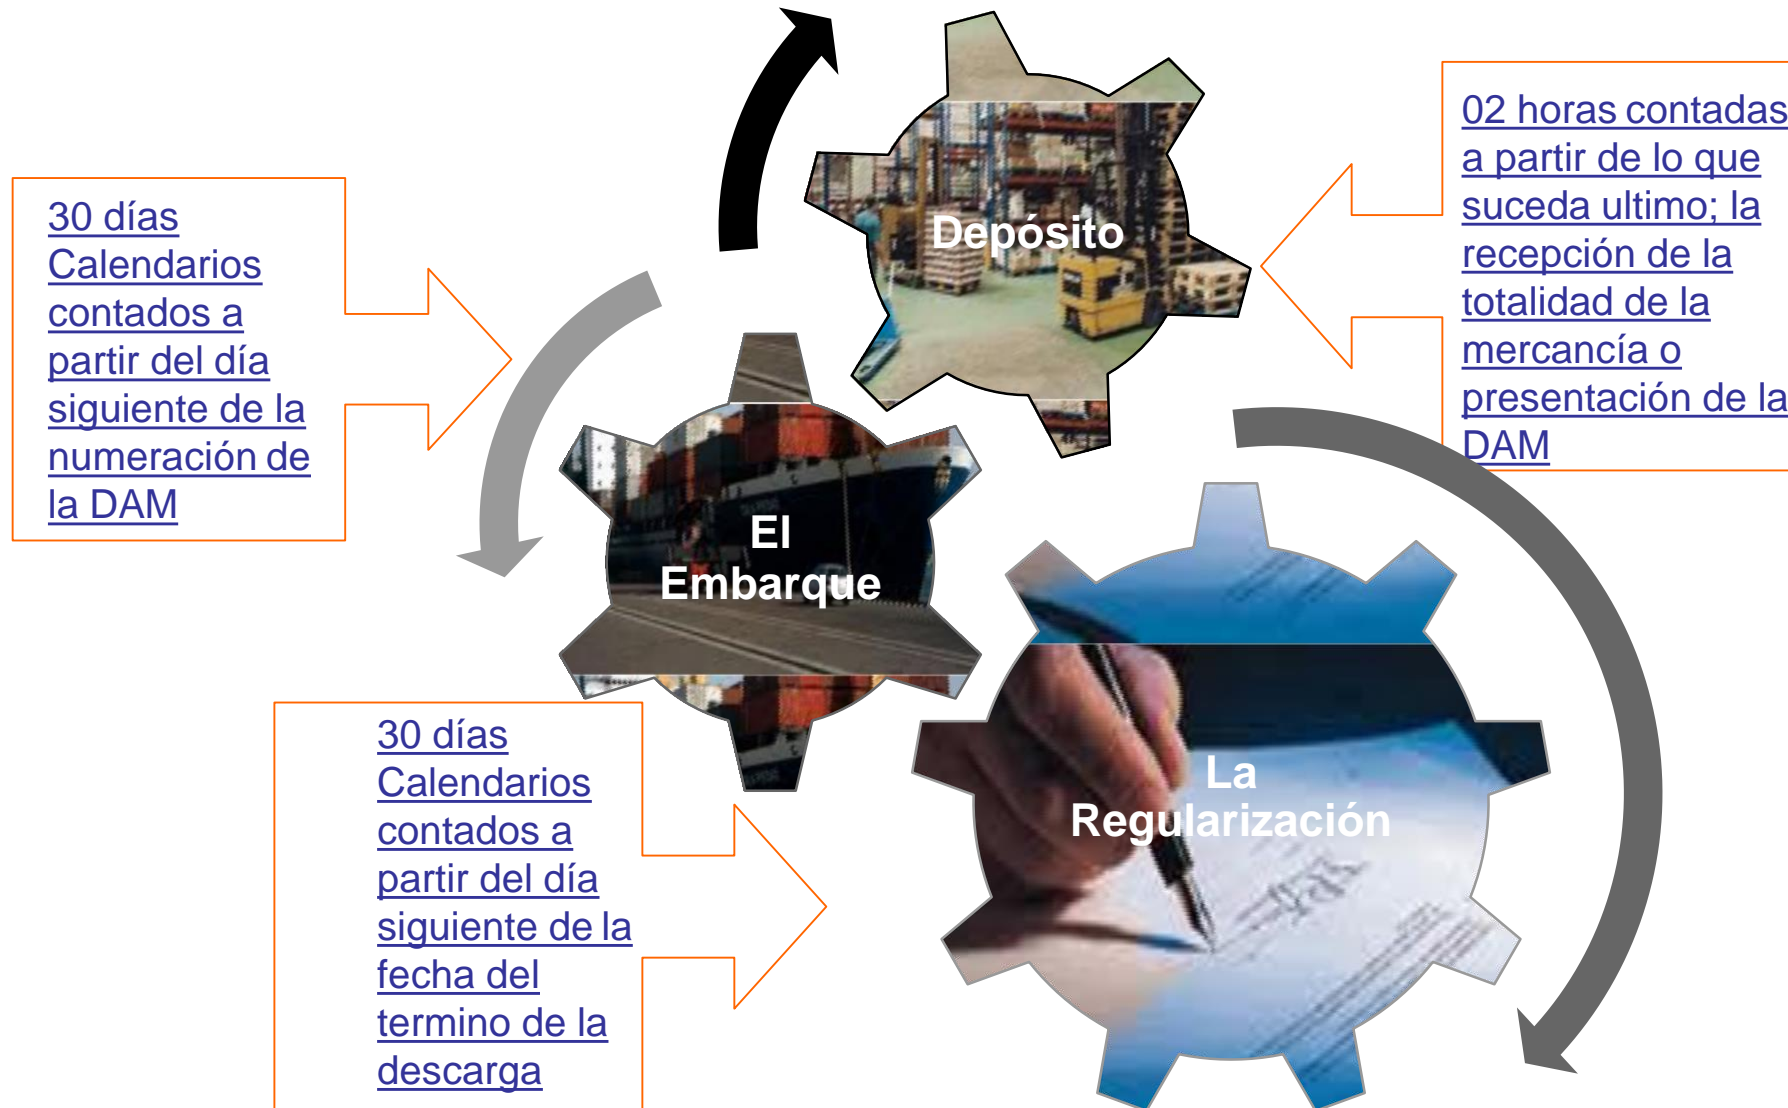 Depósito
02 horas contadas
a partir de lo que
suceda ultimo; la
recepción de la
totalidad de la
mercancía o
presentación de la
DAM
30 días
Calendarios
contados a
partir del día
siguiente de la
numeración de
la DAM
El
Embarque
30 días
Calendarios
contados a
partir del día
siguiente de la
fecha del
termino de la
descarga
La
Regularización